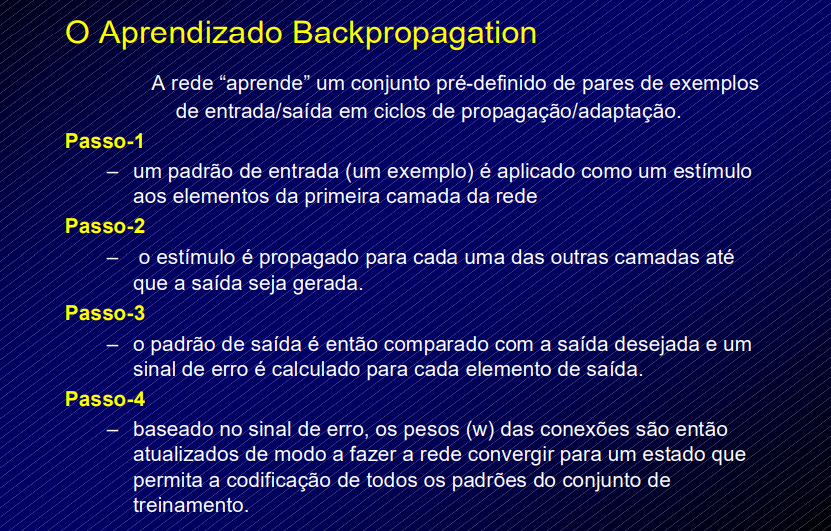 O Aprendizado Backpropagation
A rede “aprende” um conjunto pré-definido de pares de exemplos
de entrada/saída em ciclos de propagação/adaptação.
Passo-1
– um padrão de entrada (um exemplo) é aplicado como um estímulo
aos elementos da primeira camada da rede
Passo-2
– o estímulo é propagado para cada uma das outras camadas até
que a saída seja gerada.
Passo-3
– o padrão de saída é então comparado com a saída desejada e um
sinal de erro é calculado para cada elemento de saída.
Passo-4
– baseado no sinal de erro, os pesos (w) das conexões são então
atualizados de modo a fazer a rede convergir para um estado que
permita a codificação de todos os padrões do conjunto de
treinamento.